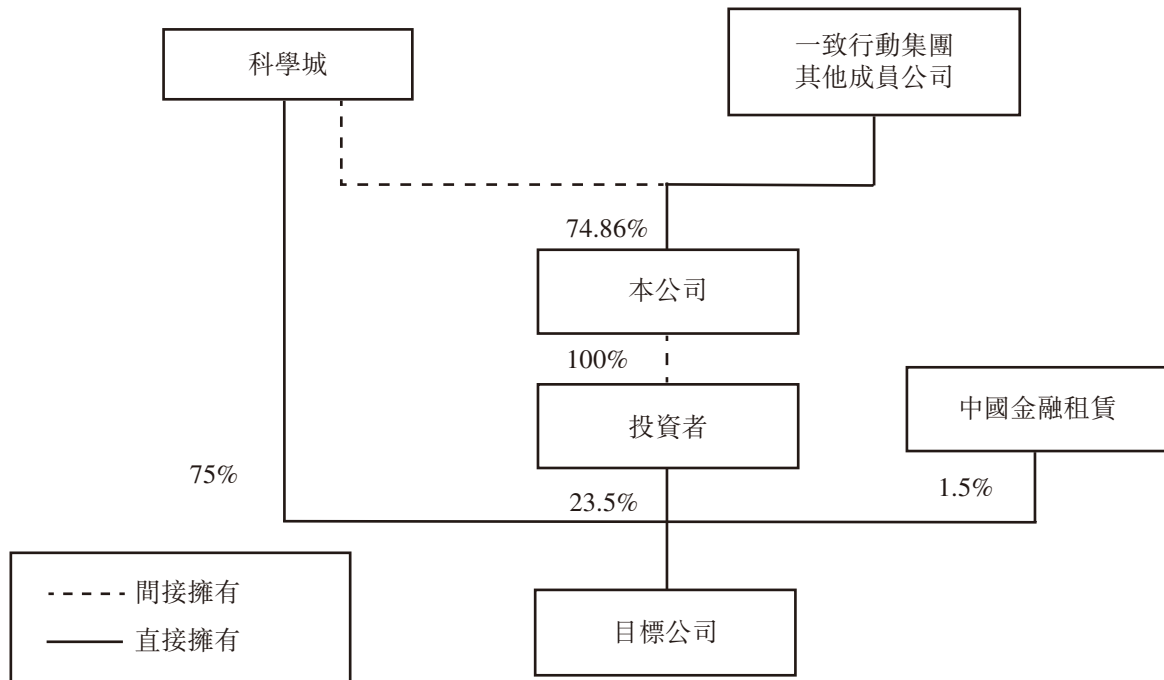 科學城
一致行動集團
其他成員公司
74.86%
本公司
100%
投資者
中國金融租賃
75%
23.5%
1.5%
間接擁有
直接擁有
目標公司